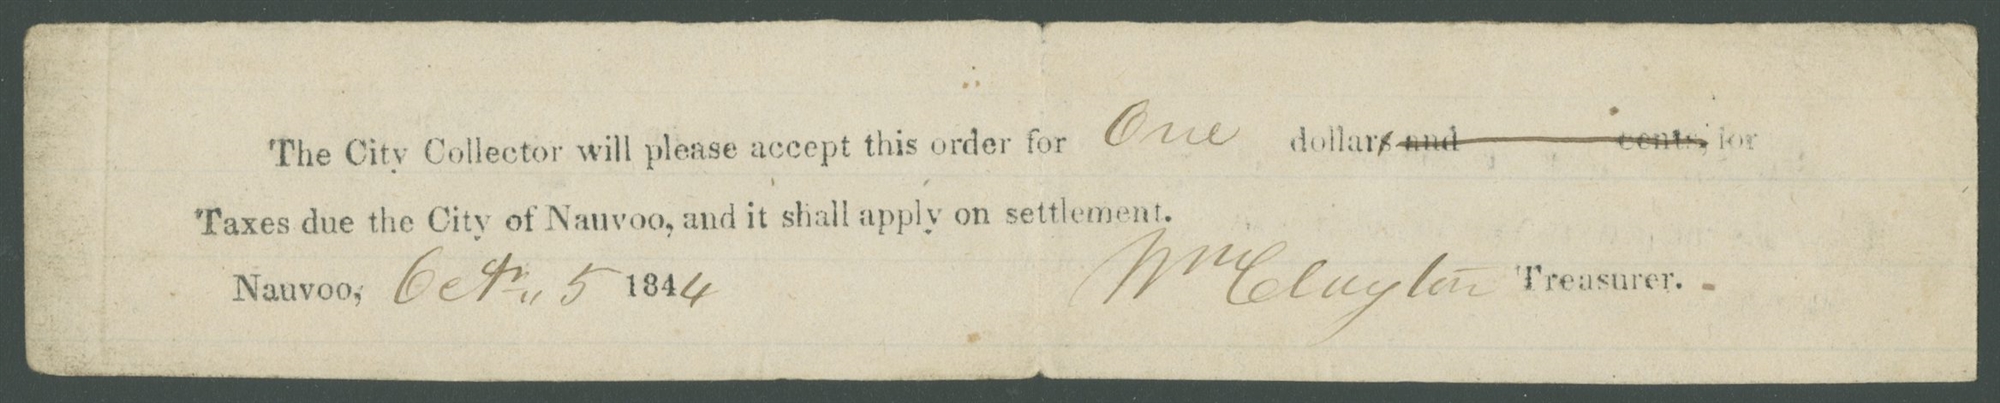 The City Collector will please accept this order for One dollars and cents, for
Taxes due the City of Nauvoo, and it shall apply on settlement.
Nauvoo, Octr. 5 1844 Wm Clayton Treasurer.